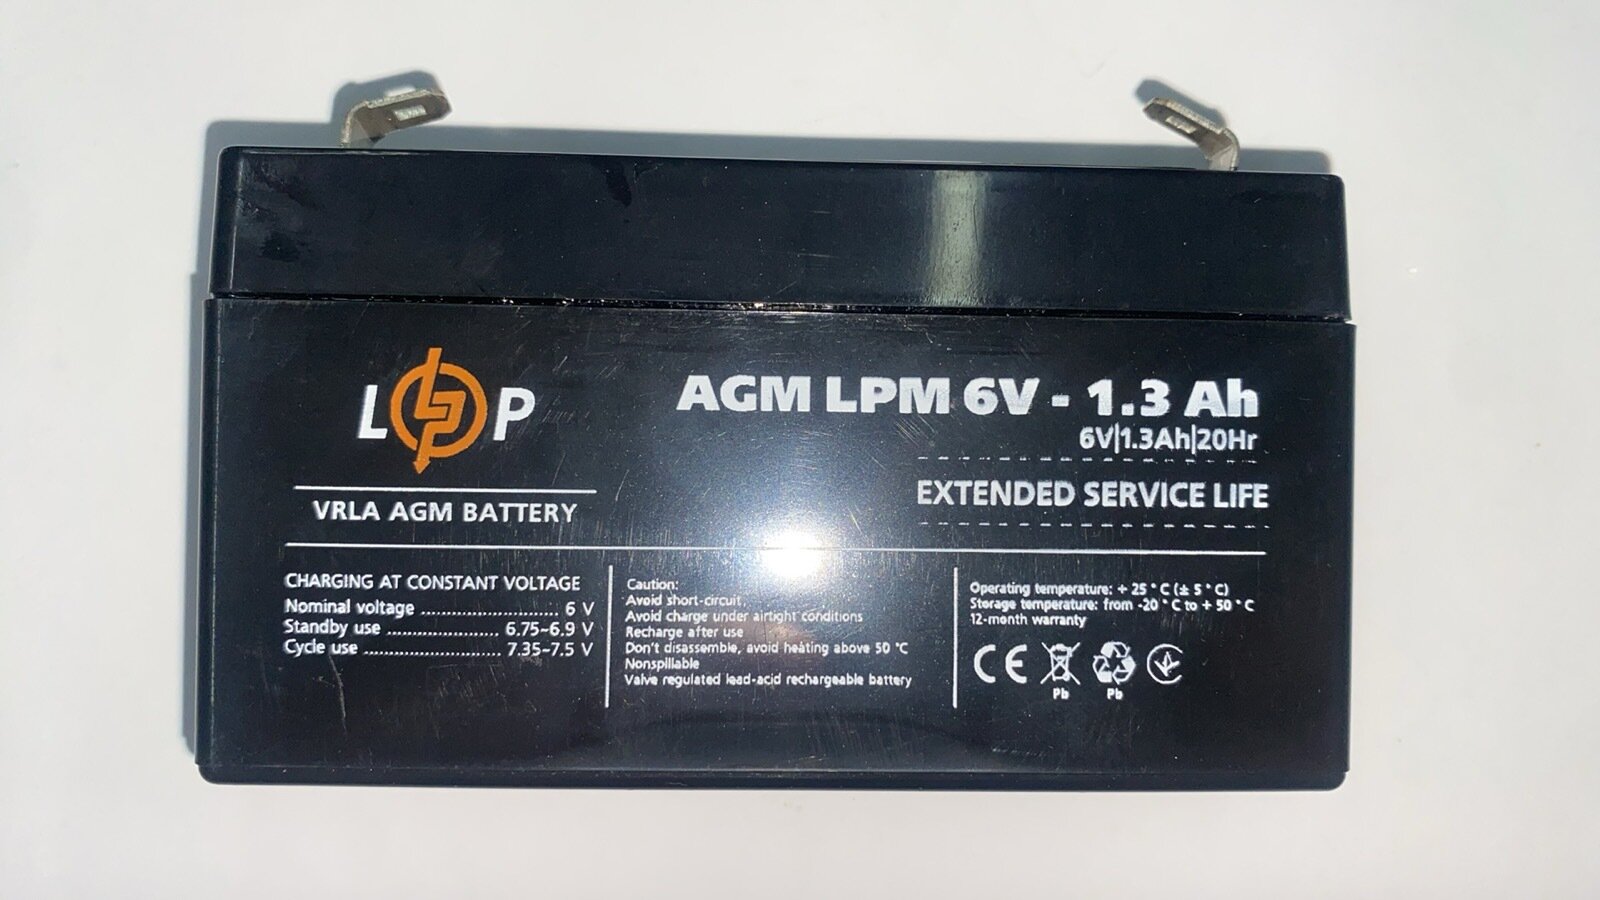 LOP
VRLA AGM BATTERY
AGM LPM 6V - 1.3 Ah
6V|1.3Ah|20Hr
EXTENDED SERVICE LIFE
CHARGING AT CONSTANT VOLTAGE
Nominal voltage ........................ 6 V
Standby use .................... 6.75~6.9 V
Cycle use ........................ 7.35~7.5 V
Caution:
Avoid short-circuit,
Avoid charge under airtight conditions
Recharge after use
Don't disassemble, avoid heating above 50 °C
Nonspillable
Valve regulated lead-acid rechargeable battery
Operating temperature: + 25 ° C (± 5 ° C)
Storage temperature: from -20 ° C to + 50 ° C
12-month warranty
CE
Pb Pb